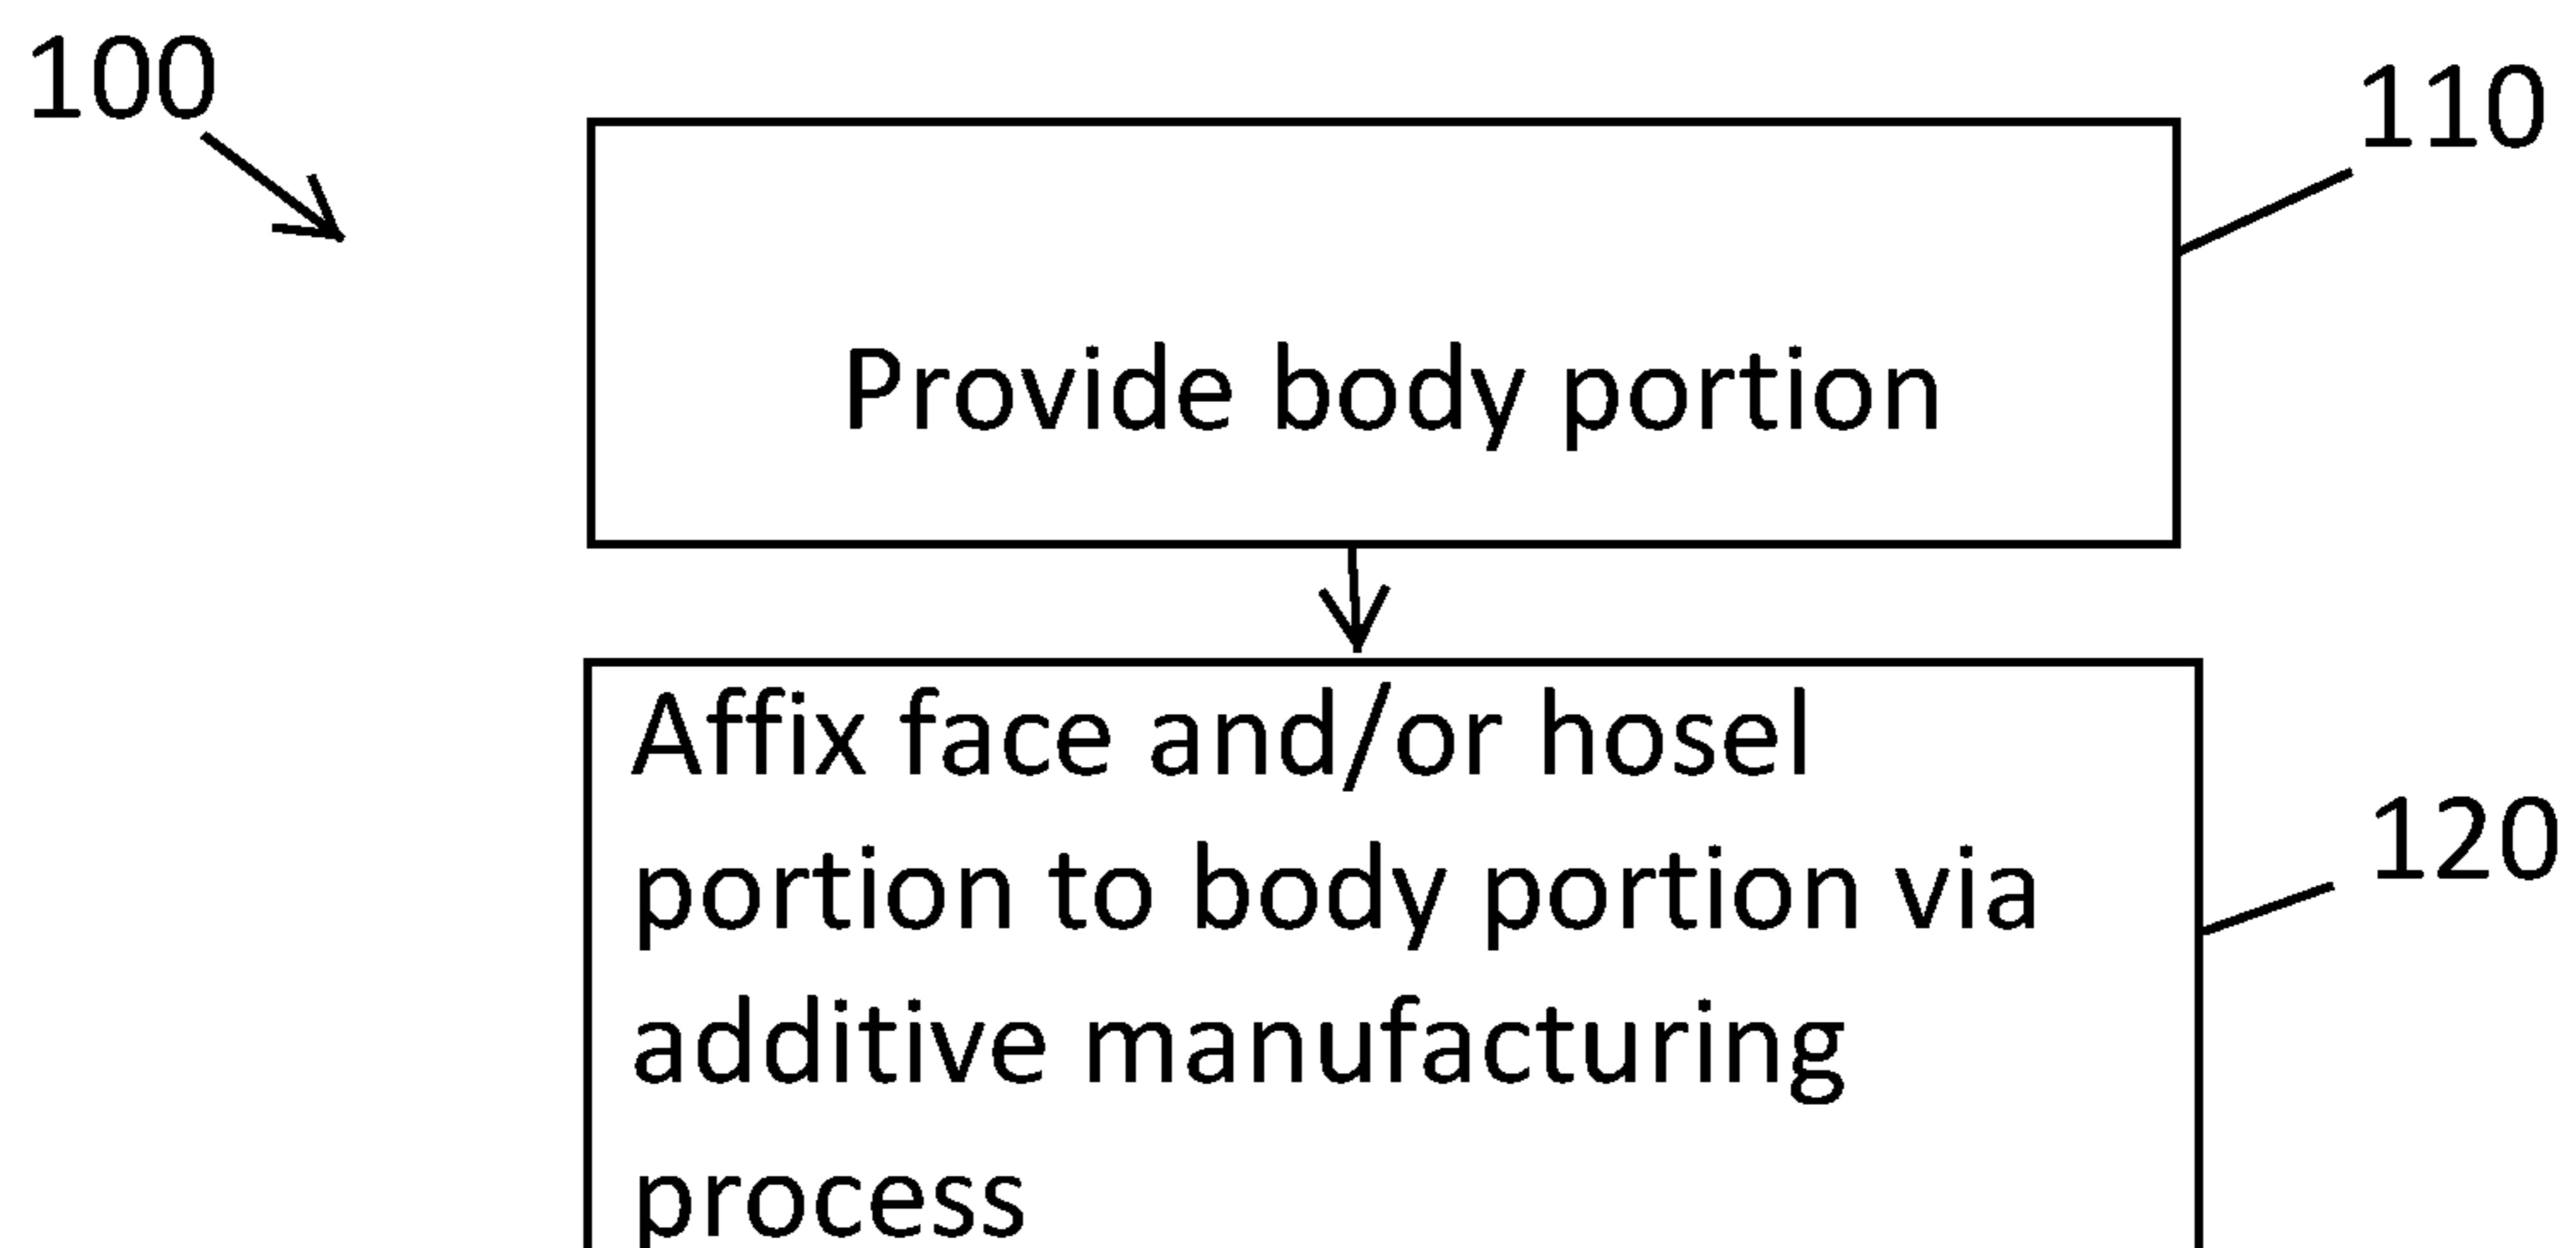 100
110
Provide body portion
Affix face and/or hosel
portion to body portion via
120
additive manufacturing
process